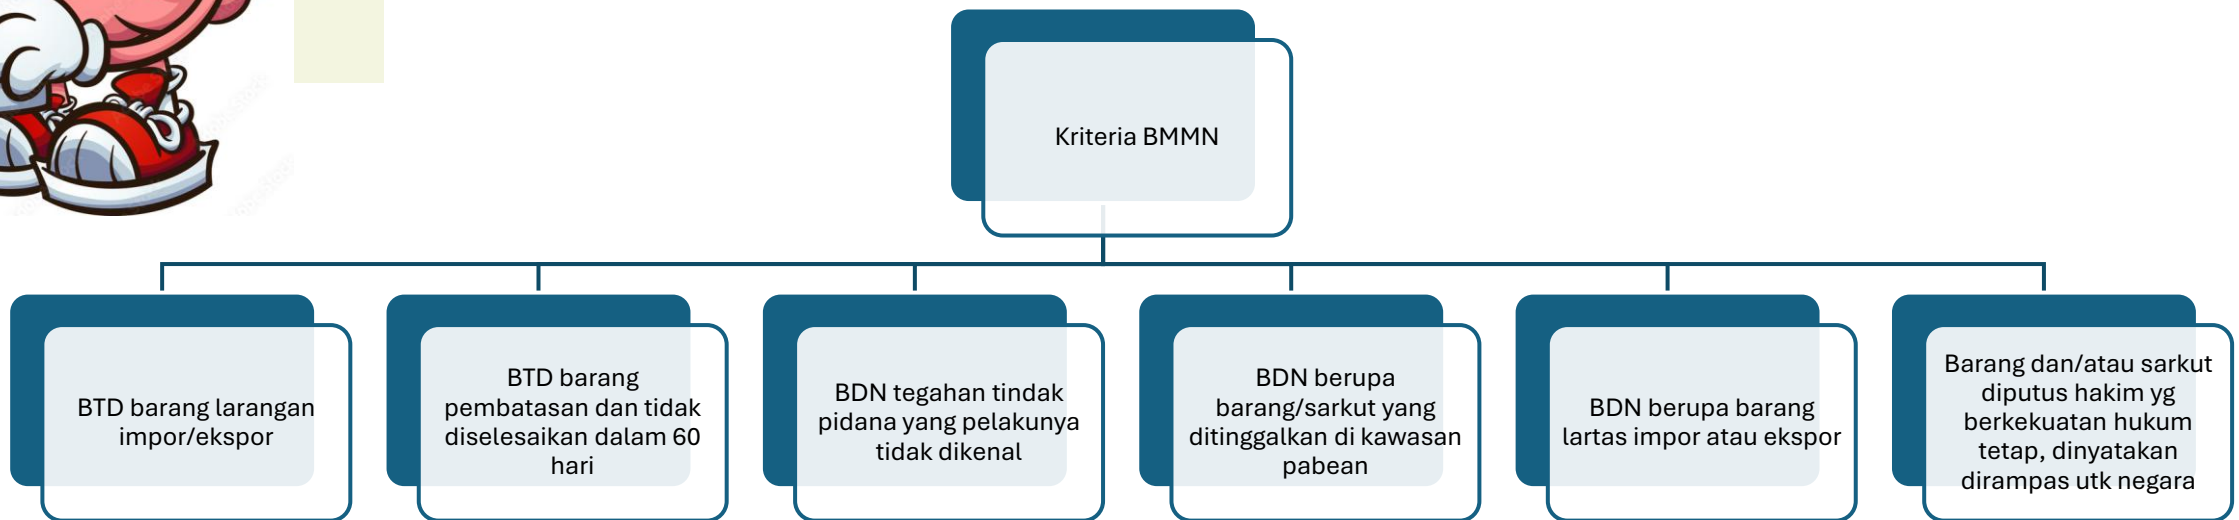 Kriteria BMMN
BTD barang larangan
impor/ekspor
BTD barang
pembatasan dan tidak
diselesaikan dalam 60
hari
BDN tegahan tindak
pidana yang pelakunya
tidak dikenal
BDN berupa
barang/sarkut yang
ditinggalkan di kawasan
pabean
BDN berupa barang
lartas impor atau ekspor
Barang dan/atau sarkut
diputus hakim yg
berkekuatan hukum
tetap, dinyatakan
dirampas utk negara